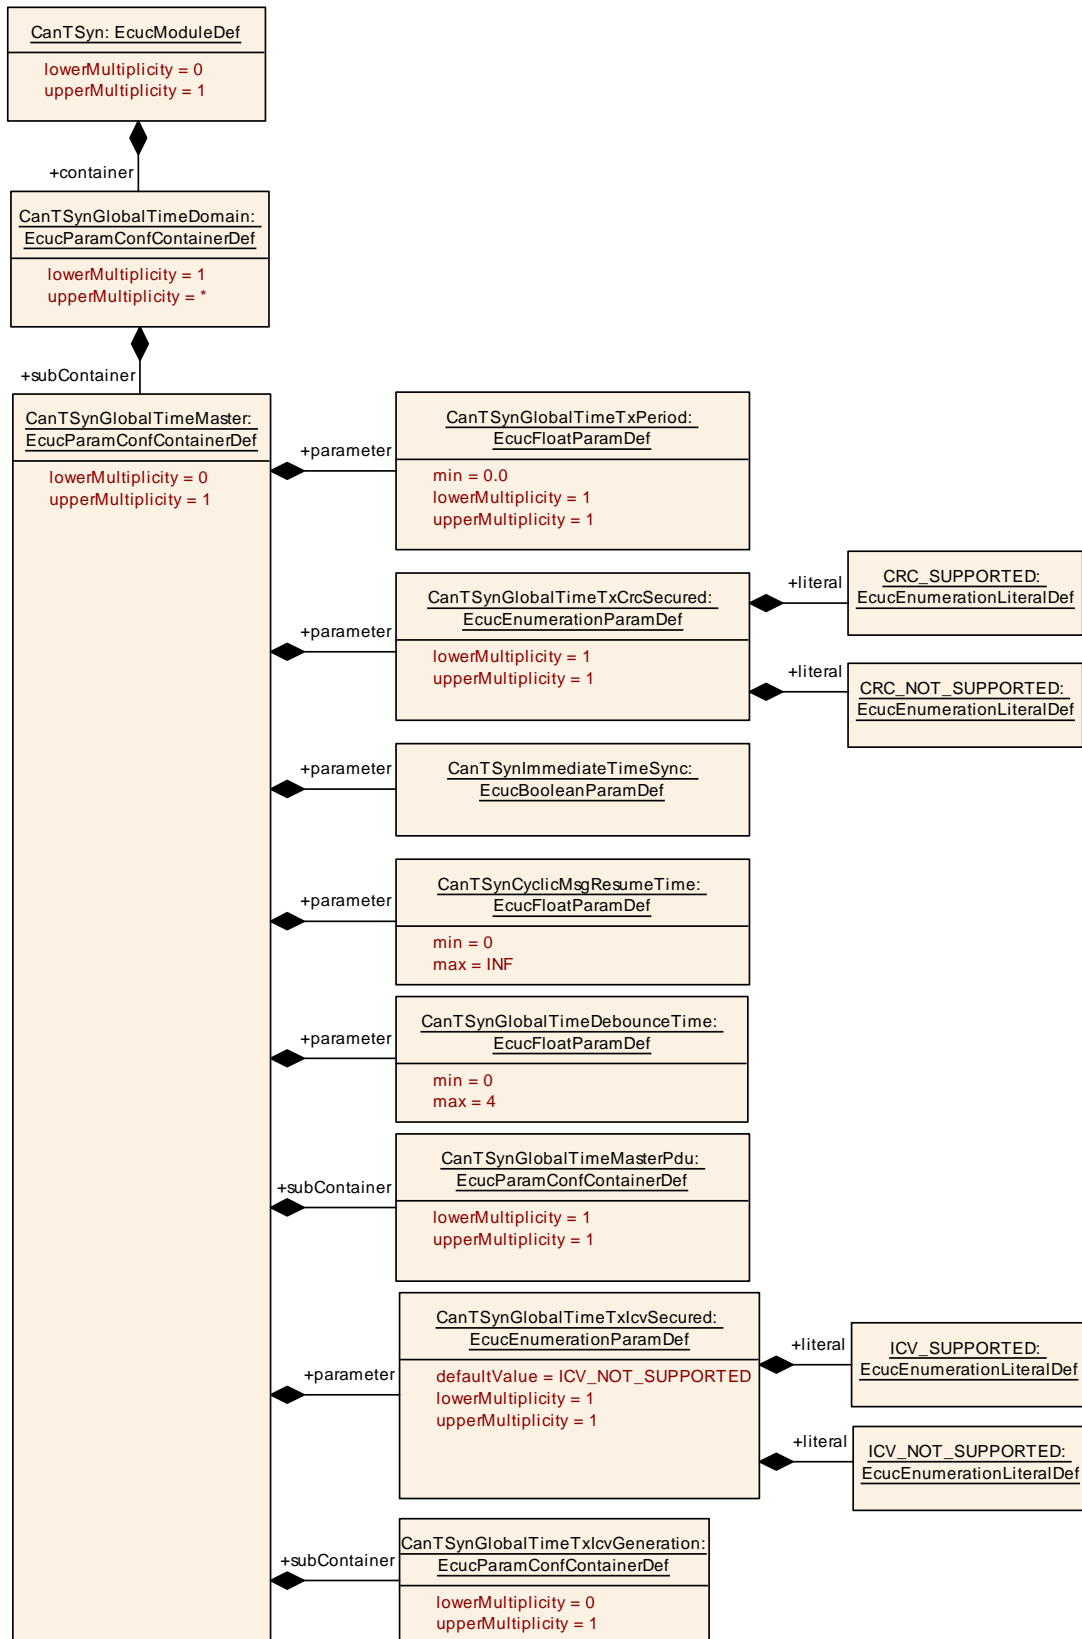 CanTSyn: EcucModuleDef
lowerMultiplicity = 0
upperMultiplicity = 1
+container
CanTSynGlobalTimeDomain:
EcucParamConfContainerDef
lowerMultiplicity = 1
upperMultiplicity = *
+subContainer
CanTSynGlobalTimeMaster:
EcucParamConfContainerDef
lowerMultiplicity = 0
upperMultiplicity = 1
+parameter
CanTSynGlobalTimeTxPeriod:
EcucFloatParamDef
min = 0.0
lowerMultiplicity = 1
upperMultiplicity = 1
+parameter
CanTSynGlobalTimeTxCrcSecured:
EcucEnumerationParamDef
lowerMultiplicity = 1
upperMultiplicity = 1
+literal
CRC_SUPPORTED:
EcucEnumerationLiteralDef
+literal
CRC_NOT_SUPPORTED:
EcucEnumerationLiteralDef
+parameter
CanTSynImmediateTimeSync:
EcucBooleanParamDef
+parameter
CanTSynCyclicMsgResumeTime:
EcucFloatParamDef
min = 0
max = INF
+parameter
CanTSynGlobalTimeDebounceTime:
EcucFloatParamDef
min = 0
max = 4
+subContainer
CanTSynGlobalTimeMasterPdu:
EcucParamConfContainerDef
lowerMultiplicity = 1
upperMultiplicity = 1
+parameter
CanTSynGlobalTimeTxIcvSecured:
EcucEnumerationParamDef
defaultValue = ICV_NOT_SUPPORTED
lowerMultiplicity = 1
upperMultiplicity = 1
+literal
ICV_SUPPORTED:
EcucEnumerationLiteralDef
+literal
ICV_NOT_SUPPORTED:
EcucEnumerationLiteralDef
+subContainer
CanTSynGlobalTimeTxIcvGeneration:
EcucParamConfContainerDef
lowerMultiplicity = 0
upperMultiplicity = 1